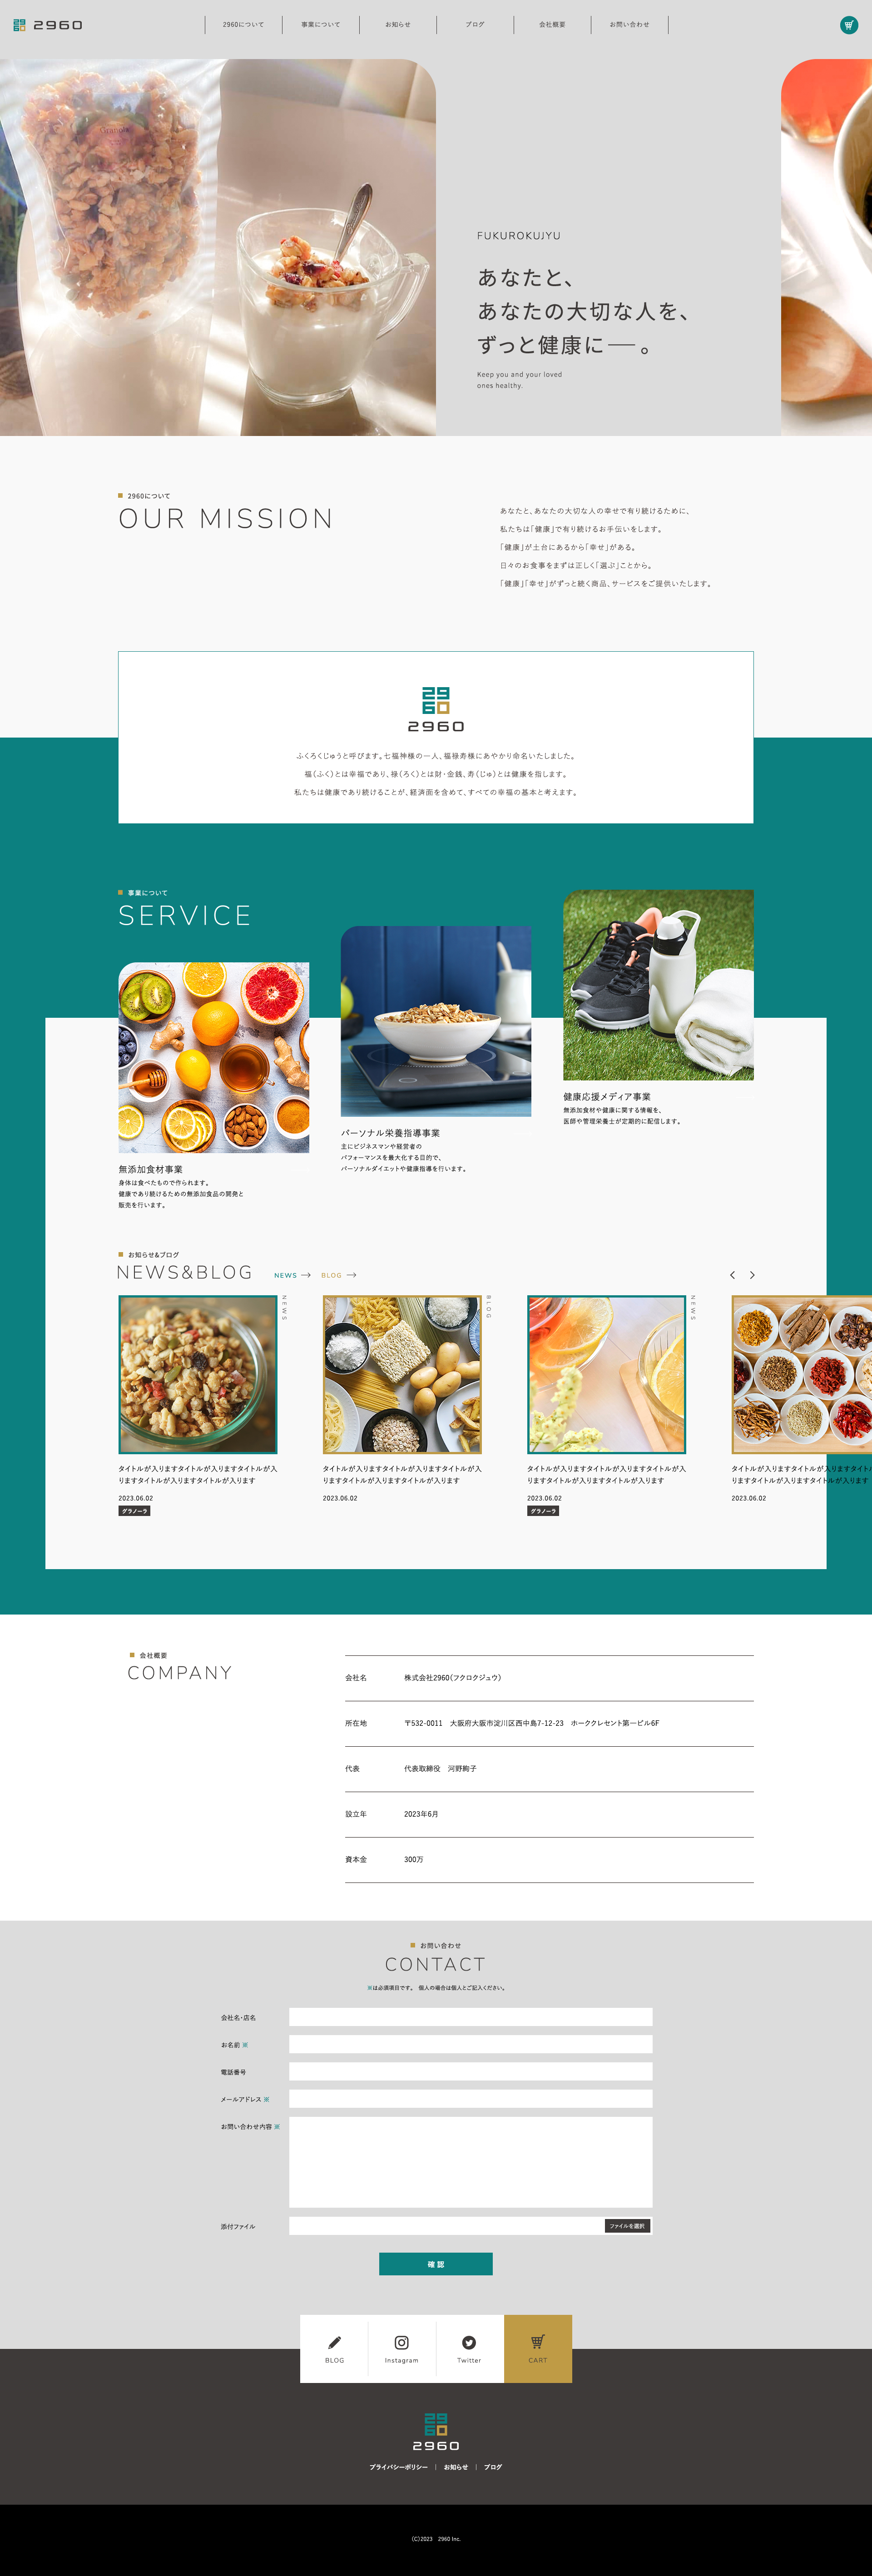 2960
2960
2960について
事業について
お知らせ
ブログ
会社概要
お問い合わせ
Granola
FUKUROKUJYU
あなたと、
あなたの大切な人を、
ずっと健康に──。
Keep you and your loved
ones healthy.
2960について
OUR MISSION
あなたと、あなたの大切な人の幸せで有り続けるために、
私たちは「健康」で有り続けるお手伝いをします。
「健康」が土台にあるから「幸せ」がある。
日々のお食事をまずは正しく「選ぶ」ことから。
「健康」「幸せ」がずっと続く商品、サービスをご提供いたします。
2960
2960
ふくろくじゅうと呼びます。七福神様の一人、福禄寿様にあやかり命名いたしました。
福(ふく)とは幸福であり、禄(ろく)とは財・金銭、寿(じゅ)とは健康を指します。
私たちは健康であり続けることが、経済面を含めて、すべての幸福の基本と考えます。
事業について
SERVICE
無添加食材事業
身体は食べたもので作られます。
健康であり続けるための無添加食品の開発と
販売を行います。
パーソナル栄養指導事業
主にビジネスマンや経営者の
パフォーマンスを最大化する目的で、
パーソナルダイエットや健康指導を行います。
健康応援メディア事業
無添加食材や健康に関する情報を、
医師や管理栄養士が定期的に配信します。
お知らせ&ブログ
NEWS&BLOG
NEWS
BLOG
NEWS
タイトルが入りますタイトルが入りますタイトルが入
りますタイトルが入りますタイトルが入ります
2023.06.02
グラノーラ
BLOG
タイトルが入りますタイトルが入りますタイトルが入
りますタイトルが入りますタイトルが入ります
2023.06.02
NEWS
タイトルが入りますタイトルが入りますタイトルが入
りますタイトルが入りますタイトルが入ります
2023.06.02
グラノーラ
タイトルが入りますタイトルが入りますタイトル
りますタイトルが入りますタイトルが入ります
2023.06.02
会社概要
COMPANY
会社名 株式会社2960(フクロクジュウ)
所在地 〒532-0011 大阪府大阪市淀川区西中島7-12-23 ホーククレセント第一ビル6F
代表 代表取締役 河野絢子
設立年 2023年6月
資本金 300万
お問い合わせ
CONTACT
※は必須項目です。 個人の場合は個人とご記入ください。
会社名・店名
お名前 ※
電話番号
メールアドレス ※
お問い合わせ内容 ※
添付ファイル
ファイルを選択
確認
BLOG
Instagram
Twitter
CART
2960
2960
プライバシーポリシー | お知らせ | ブログ
(C)2023 2960 Inc.